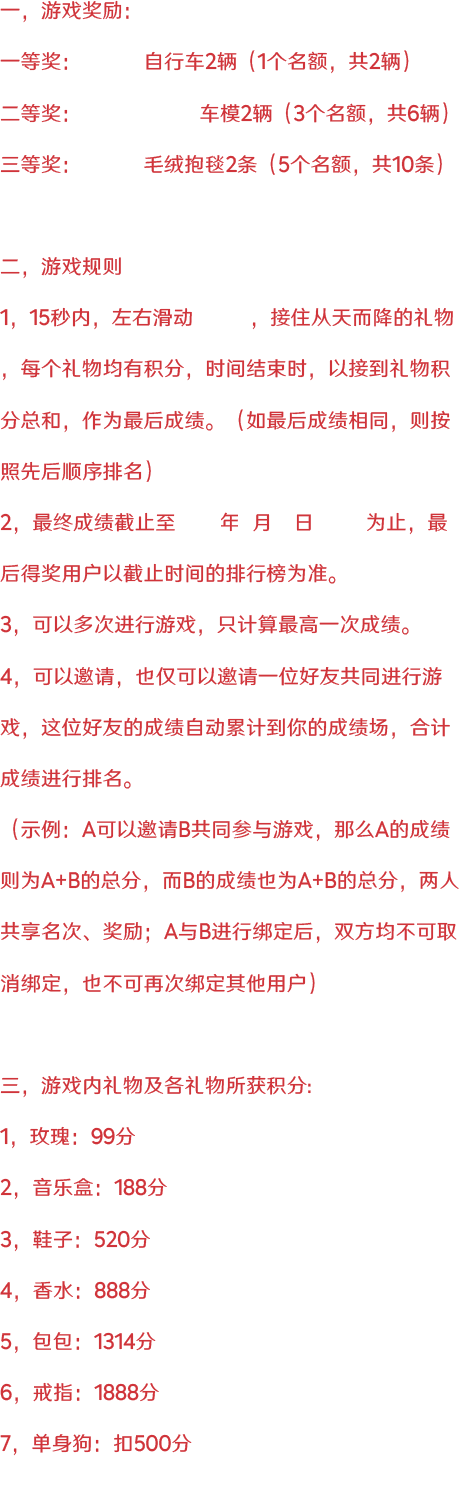 一，游戏奖励：
一等奖： 自行车2辆（1个名额，共2辆）
二等奖： 车模2辆（3个名额，共6辆）
三等奖： 毛绒抱毯2条（5个名额，共10条）
二，游戏规则
1，15秒内，左右滑动 ，接住从天而降的礼物
，每个礼物均有积分，时间结束时，以接到礼物积
分总和，作为最后成绩。（如最后成绩相同，则按
照先后顺序排名）
2，最终成绩截止至 年 月 日 为止，最
后得奖用户以截止时间的排行榜为准。
3，可以多次进行游戏，只计算最高一次成绩。
4，可以邀请，也仅可以邀请一位好友共同进行游
戏，这位好友的成绩自动累计到你的成绩场，合计
成绩进行排名。
（示例：A可以邀请B共同参与游戏，那么A的成绩
则为A+B的总分，而B的成绩也为A+B的总分，两人
共享名次、奖励；A与B进行绑定后，双方均不可取
消绑定，也不可再次绑定其他用户）
三，游戏内礼物及各礼物所获积分:
1，玫瑰：99分
2，音乐盒：188分
3，鞋子：520分
4，香水：888分
5，包包：1314分
6，戒指：1888分
7，单身狗：扣500分